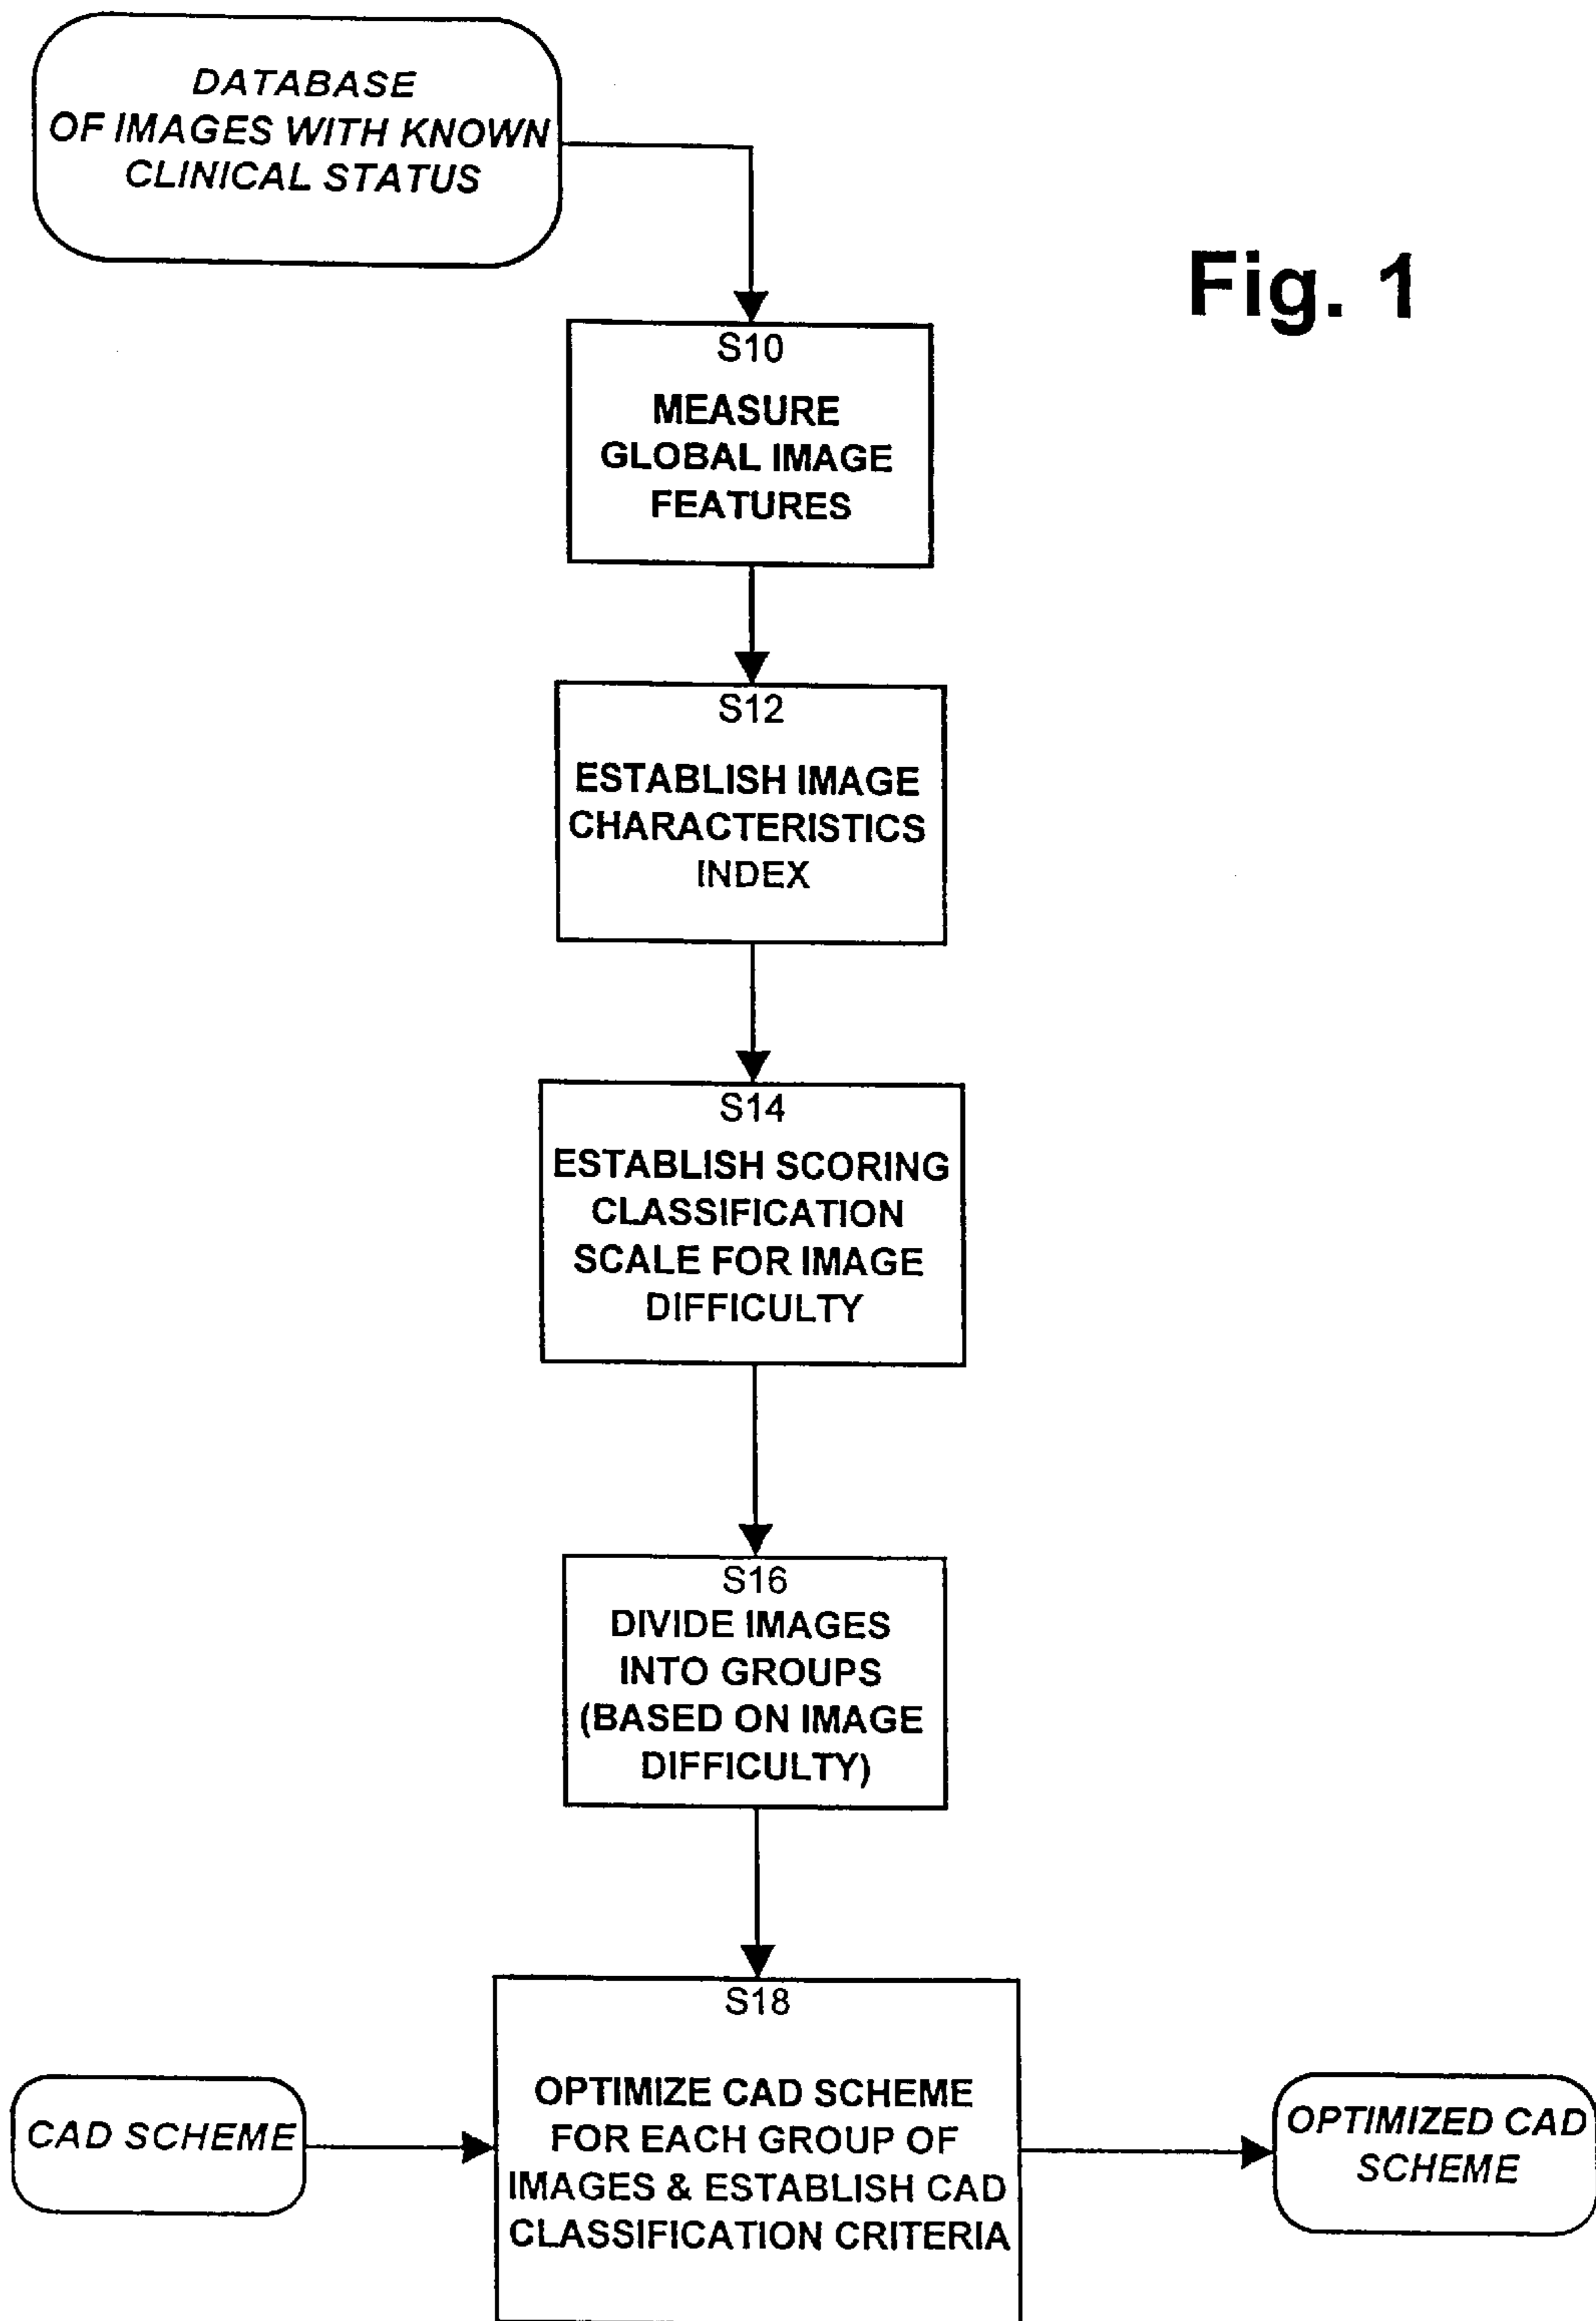 DATABASE
OF IMAGES WITH KNOWN
CLINICAL STATUS
Fig. 1
S10
MEASURE
GLOBAL IMAGE
FEATURES
S12
ESTABLISH IMAGE
CHARACTERISTICS
INDEX
S14
ESTABLISH SCORING
CLASSIFICATION
SCALE FOR IMAGE
DIFFICULTY
S16
DIVIDE IMAGES
INTO GROUPS
(BASED ON IMAGE
DIFFICULTY)
CAD SCHEME
S18
OPTIMIZE CAD SCHEME
FOR EACH GROUP OF
IMAGES & ESTABLISH CAD
CLASSIFICATION CRITERIA
OPTIMIZED CAD
SCHEME